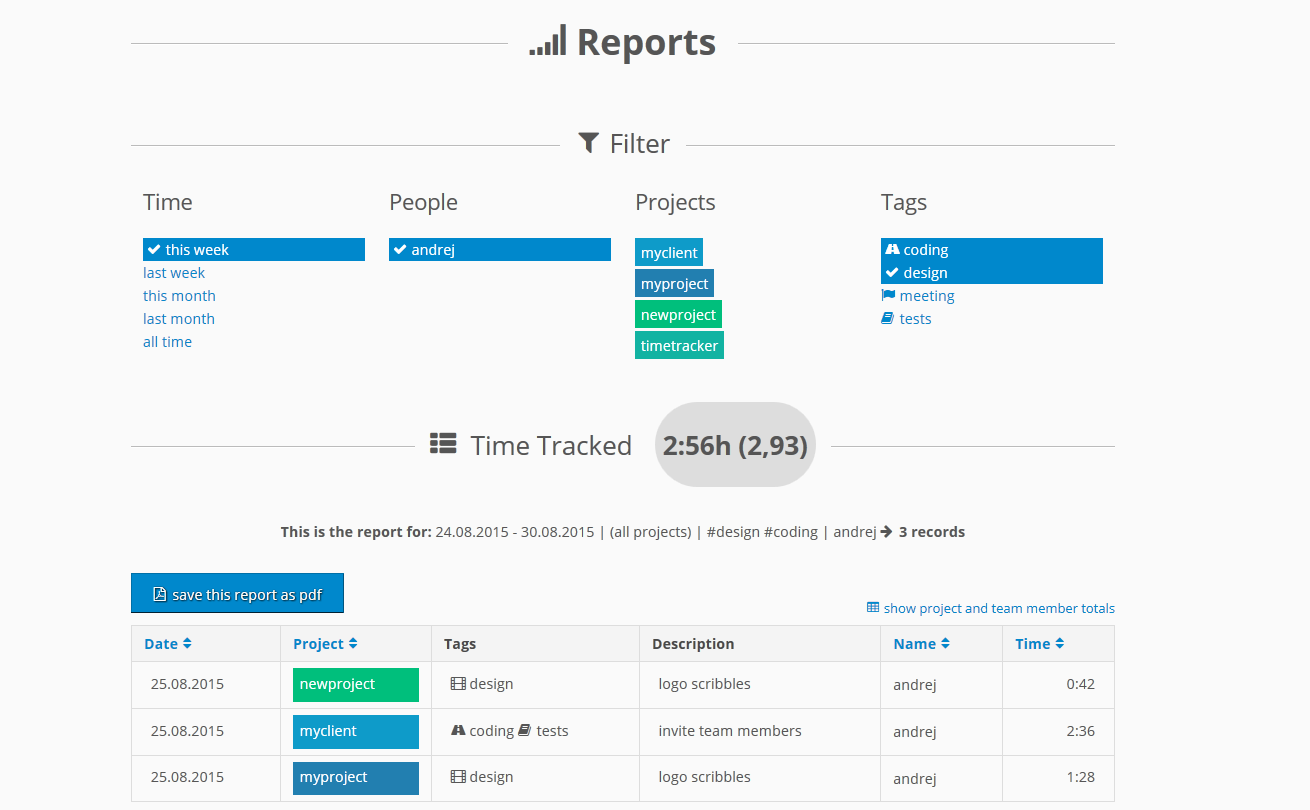 Reports
Filter
Time People Projects Tags
this week andrej myclient coding
last week myproject design
this month newproject meeting
last month timetracker tests
all time
Time Tracked 2:56h (2,93)
This is the report for: 24.08.2015 - 30.08.2015 | (all projects) | #design #coding | andrej 3 records
save this report as pdf
show project and team member totals
Date Project Tags Description Name Time
25.08.2015 newproject design logo scribbles andrej 0:42
25.08.2015 myclient coding tests invite team members andrej 2:36
25.08.2015 myproject design logo scribbles andrej 1:28